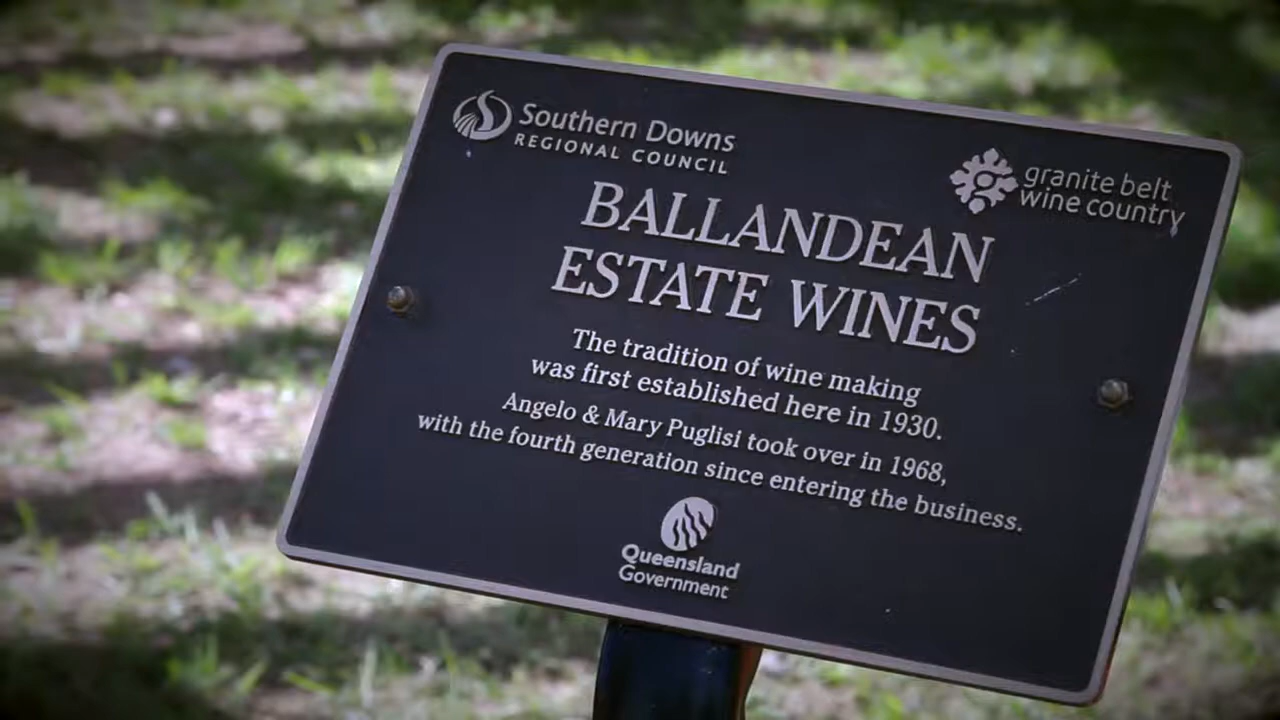 Southern Downs
REGIONAL COUNCIL
granite belt
wine country
BALLANDEAN
ESTATE WINES
The tradition of wine making
was first established here in 1930.
Angelo & Mary Puglisi took over in 1968,
with the fourth generation since entering the business.
Queensland
Government